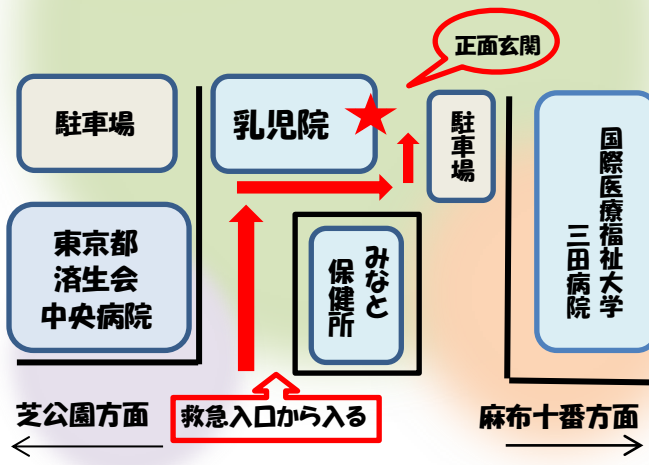 正面玄関
駐車場
乳児院
駐車場
国際医療福祉大学
三田病院
東京都
済生会
中央病院
みなと
保健所
芝公園方面
救急入口から入る
麻布十番方面